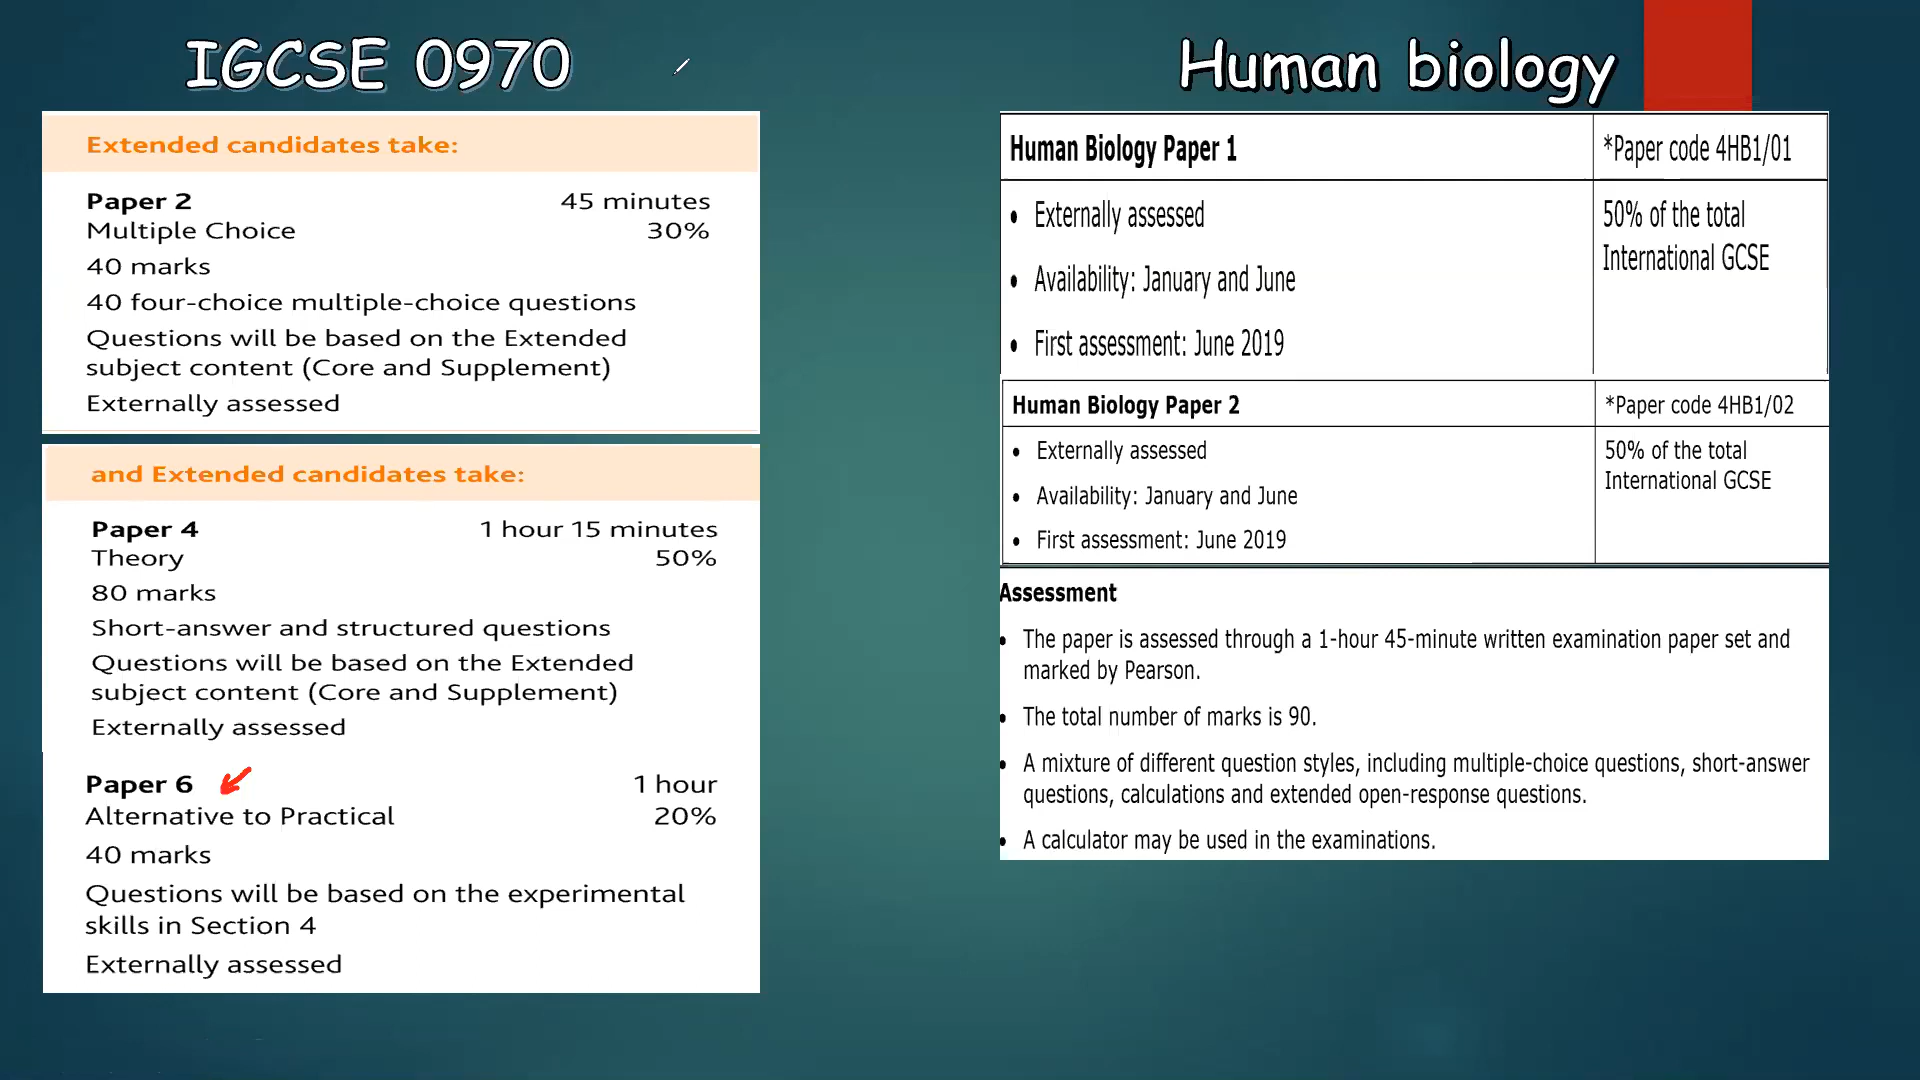 IGCSE 0970
Extended candidates take:
Paper 2 45 minutes
Multiple Choice 30%
40 marks
40 four-choice multiple-choice questions
Questions will be based on the Extended
subject content (Core and Supplement)
Externally assessed
and Extended candidates take:
Paper 4 1 hour 15 minutes
Theory 50%
80 marks
Short-answer and structured questions
Questions will be based on the Extended
subject content (Core and Supplement)
Externally assessed
Paper 6 1 hour
Alternative to Practical 20%
40 marks
Questions will be based on the experimental
skills in Section 4
Externally assessed
Human biology
Human Biology Paper 1 *Paper code 4HB1/01
• Externally assessed 50% of the total
International GCSE
• Availability: January and June
• First assessment: June 2019
Human Biology Paper 2 *Paper code 4HB1/02
• Externally assessed 50% of the total
International GCSE
• Availability: January and June
• First assessment: June 2019
Assessment
• The paper is assessed through a 1-hour 45-minute written examination paper set and
marked by Pearson.
• The total number of marks is 90.
• A mixture of different question styles, including multiple-choice questions, short-answer
questions, calculations and extended open-response questions.
• A calculator may be used in the examinations.